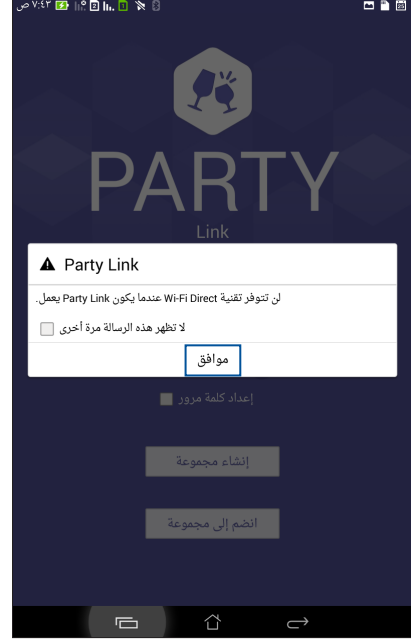 ٧:٤٣ ص
PARTY
Link
Party Link
لن تتوفر تقنية Wi-Fi Direct عندما يكون Party Link يعمل.
لا تظهر هذه الرسالة مرة أخرى
موافق
إعداد كلمة مرور
إنشاء مجموعة
انضم إلى مجموعة